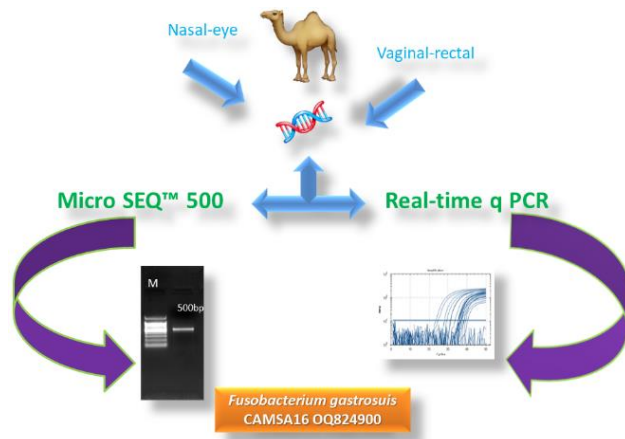 Nasal-eye
Vaginal-rectal
Micro SEQ™ 500
Real-time q PCR
M
500bp
Fusobacterium gastrosuis
CAMSA16 OQ824900